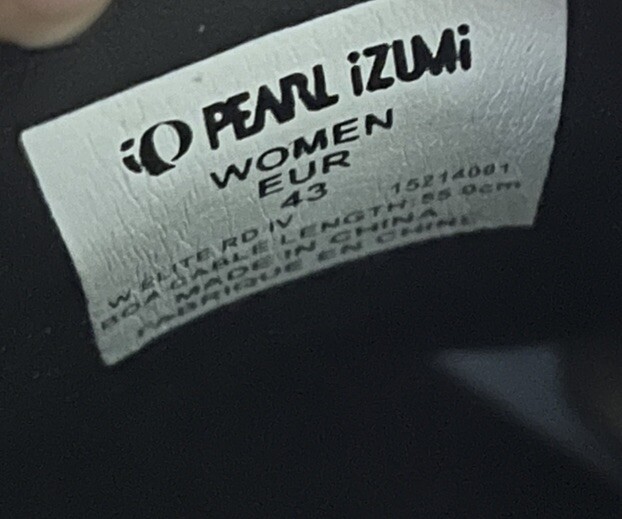 PEARL iZUMi
WOMEN
EUR
43
W ELITE RD IV 15214001
BOA CABLE LENGTH: 55.0cm
MADE IN CHINA
FABRIQUE EN CHINE